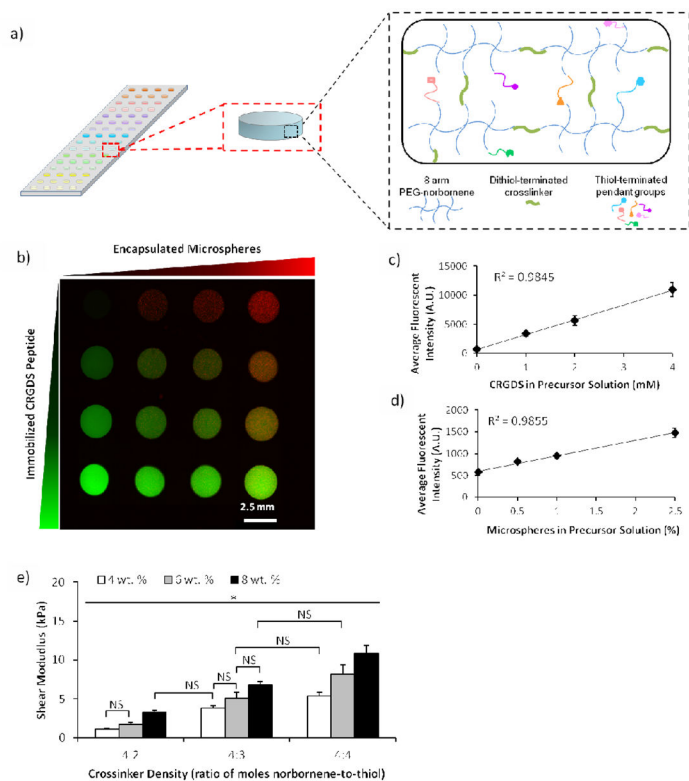 a)
8 arm
PEG-norbornene
Dithiol-terminated
crosslinker
Thiol-terminated
pendant groups
b)
Encapsulated Microspheres
Immobilized CRGDS Peptide
2.5 mm
c)
Average Fluorescent
Intensity (A.U.)
15000
10000
5000
0
R² = 0.9845
0 1 2 3 4
CRGDS in Precursor Solution (mM)
d)
Average Fluorescent
Intensity (A.U.)
2000
1500
1000
500
0
R² = 0.9855
0 0.5 1 1.5 2 2.5
Microspheres in Precursor Solution (%)
e)
Shear Modudlus (kPa)
20
15
10
5
0
4 wt. % 6 wt. % 8 wt. %
*
NS
NS
NS
NS
NS
NS
NS
4:2 4:3 4:4
Crossinker Density (ratio of moles norbornene-to-thiol)